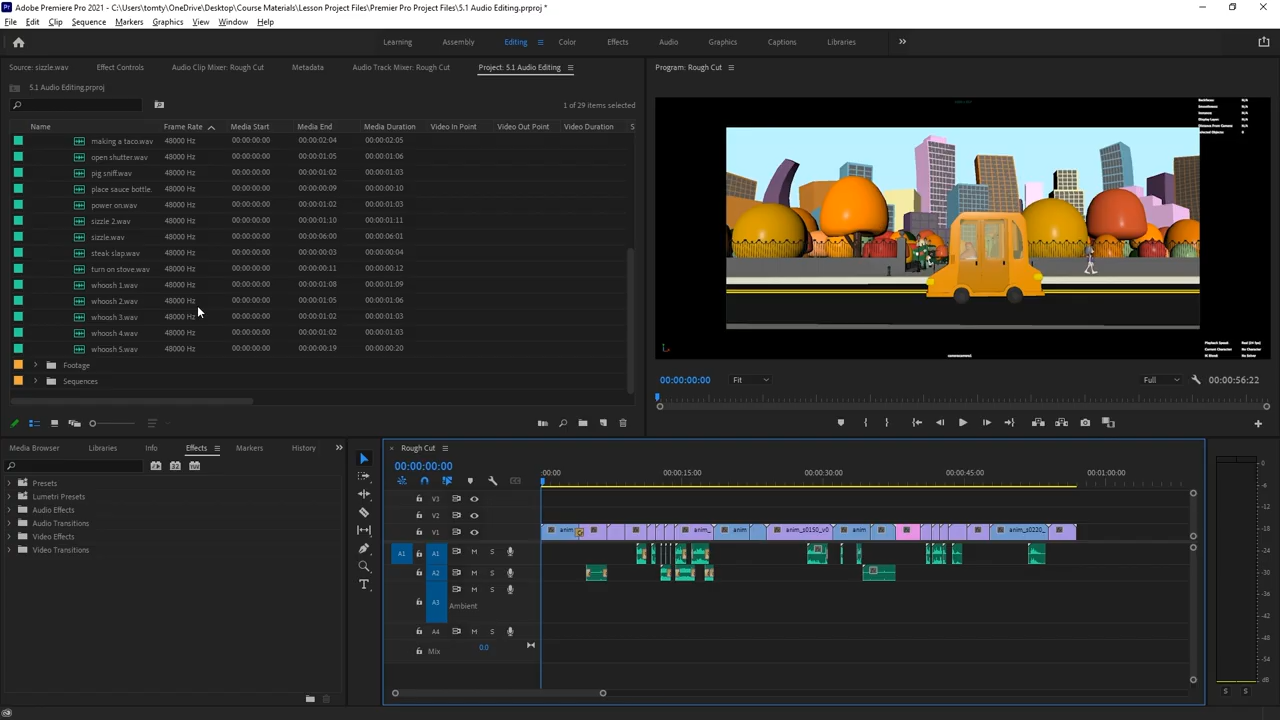 Adobe Premiere Pro 2021 - C:\Users\tomty\OneDrive\Desktop\Course Materials\Lesson Project Files\Premier Pro Project Files\5.1 Audio Editing.prproj *
File Edit Clip Sequence Markers Graphics View Window Help
Learning Assembly Editing Color Effects Audio Graphics Captions Libraries
Source: sizzle.wav Effect Controls Audio Clip Mixer: Rough Cut Metadata Audio Track Mixer: Rough Cut Project: 5.1 Audio Editing
Program: Rough Cut
5.1 Audio Editing.prproj
1 of 29 items selected
Name Frame Rate Media Start Media End Media Duration Video In Point Video Out Point Video Duration S
making a taco.wav 48000 Hz 00:00:00:00 00:00:02:04 00:00:02:05
open shutter.wav 48000 Hz 00:00:00:00 00:00:01:05 00:00:01:06
pig sniff.wav 48000 Hz 00:00:00:00 00:00:01:02 00:00:01:03
place sauce bottle. 48000 Hz 00:00:00:00 00:00:00:09 00:00:00:10
power on.wav 48000 Hz 00:00:00:00 00:00:01:02 00:00:01:03
sizzle 2.wav 48000 Hz 00:00:00:00 00:00:01:10 00:00:01:11
sizzle.wav 48000 Hz 00:00:00:00 00:00:06:00 00:00:06:01
steak slap.wav 48000 Hz 00:00:00:00 00:00:00:03 00:00:00:04
turn on stove.wav 48000 Hz 00:00:00:00 00:00:00:11 00:00:00:12
whoosh 1.wav 48000 Hz 00:00:00:00 00:00:01:08 00:00:01:09
whoosh 2.wav 48000 Hz 00:00:00:00 00:00:01:05 00:00:01:06
whoosh 3.wav 48000 Hz 00:00:00:00 00:00:01:02 00:00:01:03
whoosh 4.wav 48000 Hz 00:00:00:00 00:00:01:02 00:00:01:03
whoosh 5.wav 48000 Hz 00:00:00:00 00:00:00:19 00:00:00:20
Footage
Sequences
00:00:00:00 Fit Full 00:00:56:22
Media Browser Libraries Info Effects Markers History
Presets
Lumetri Presets
Audio Effects
Audio Transitions
Video Effects
Video Transitions
Rough Cut
00:00:00:00
:00:00 00:00:15:00 00:00:30:00 00:00:45:00 00:01:00:00
V3
V2
V1 anim anim_ anim anim_s0150_v0 anim anim_s0220_
A1 A1 M S
A2 M S
M S
A3 Ambient
A4 M S
Mix 0.0
0
-6
-12
-18
-24
-30
-36
-42
-48
-54
dB
S S